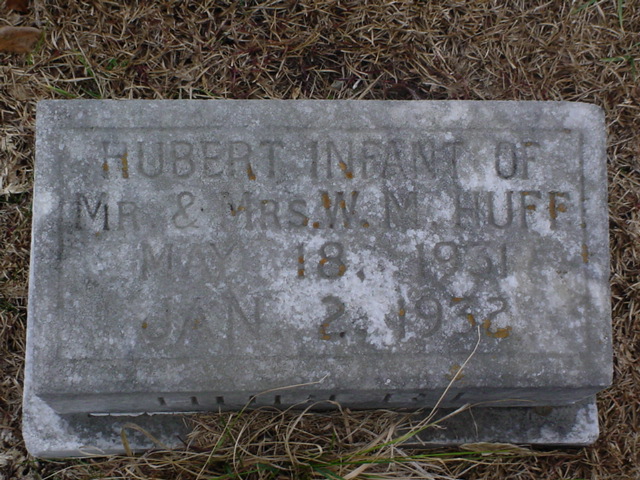 HUBERT INFANT OF
MR. & MRS. W. M. HUFF
MAY 18, 1931
JAN 2, 1932